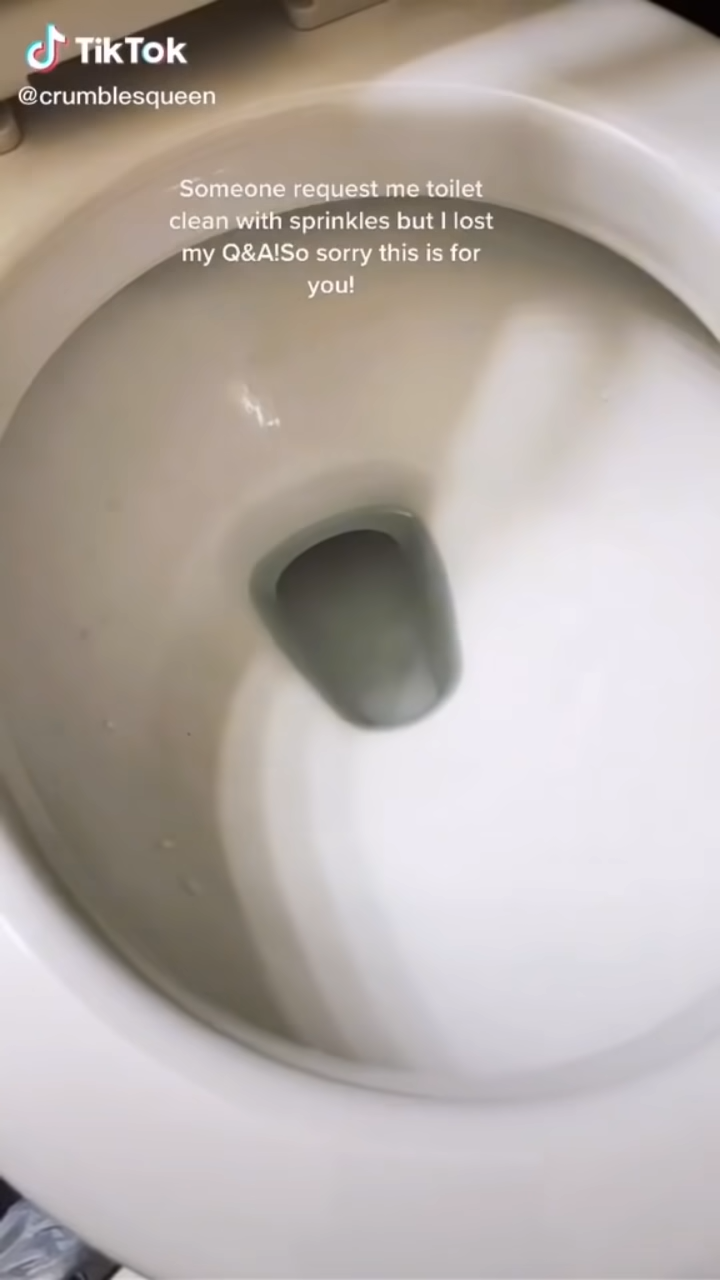 TikTok
@crumblesqueen
Someone request me toilet
clean with sprinkles but I lost
my Q&A!So sorry this is for
you!